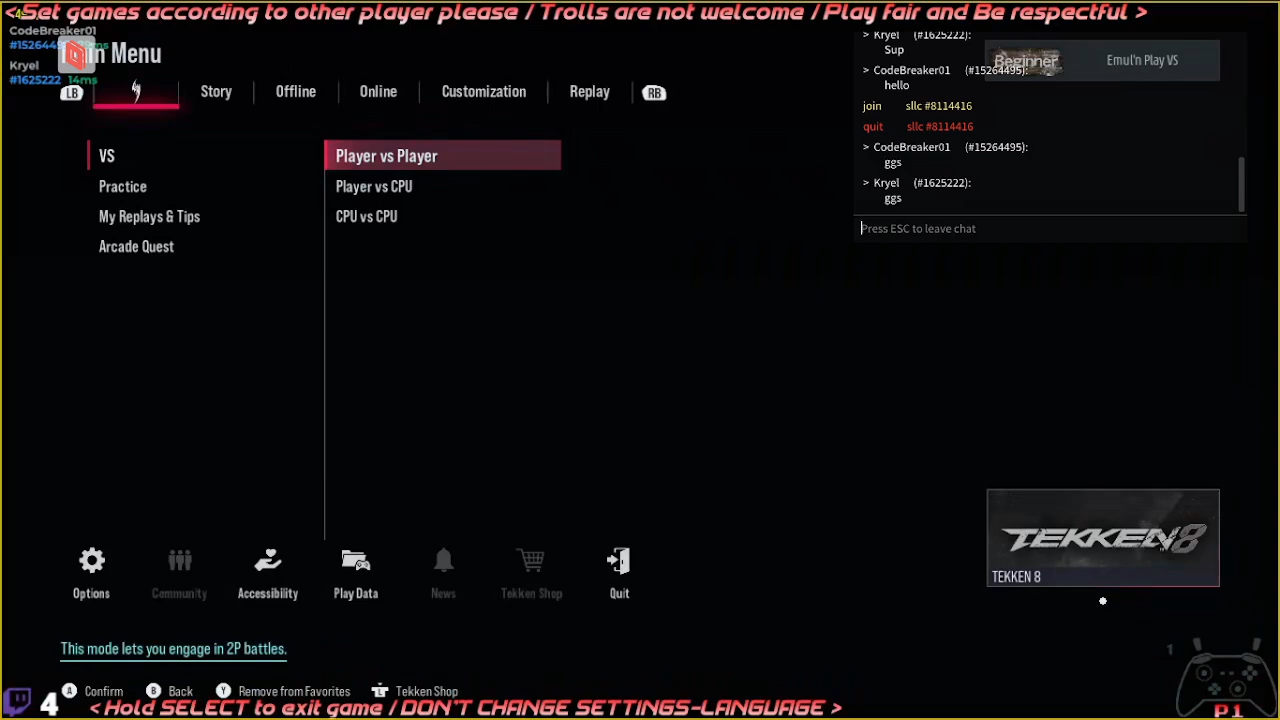 <Set games according to other player please / Trolls are not welcome / Play fair and Be respectful >
CodeBreaker01
Kryel
#1625222 14ms
Main Menu
LB
Story
Offline
Online
Customization
Replay
RB
VS
Practice
My Replays & Tips
Arcade Quest
Player vs Player
Player vs CPU
CPU vs CPU
> Kryel (#1625222):
Sup
> CodeBreaker01 (#15264495):
hello
join sllc #8114416
quit sllc #8114416
> CodeBreaker01 (#15264495):
ggs
> Kryel (#1625222):
ggs
Press ESC to leave chat
Beginner
Emul'n Play VS
TEKKEN 8
TEKKEN 8
Options
Community
Accessibility
Play Data
News
Tekken Shop
Quit
This mode lets you engage in 2P battles.
A Confirm
B Back
Y Remove from Favorites
L Tekken Shop
4
< Hold SELECT to exit game / DON'T CHANGE SETTINGS-LANGUAGE >
1
P1